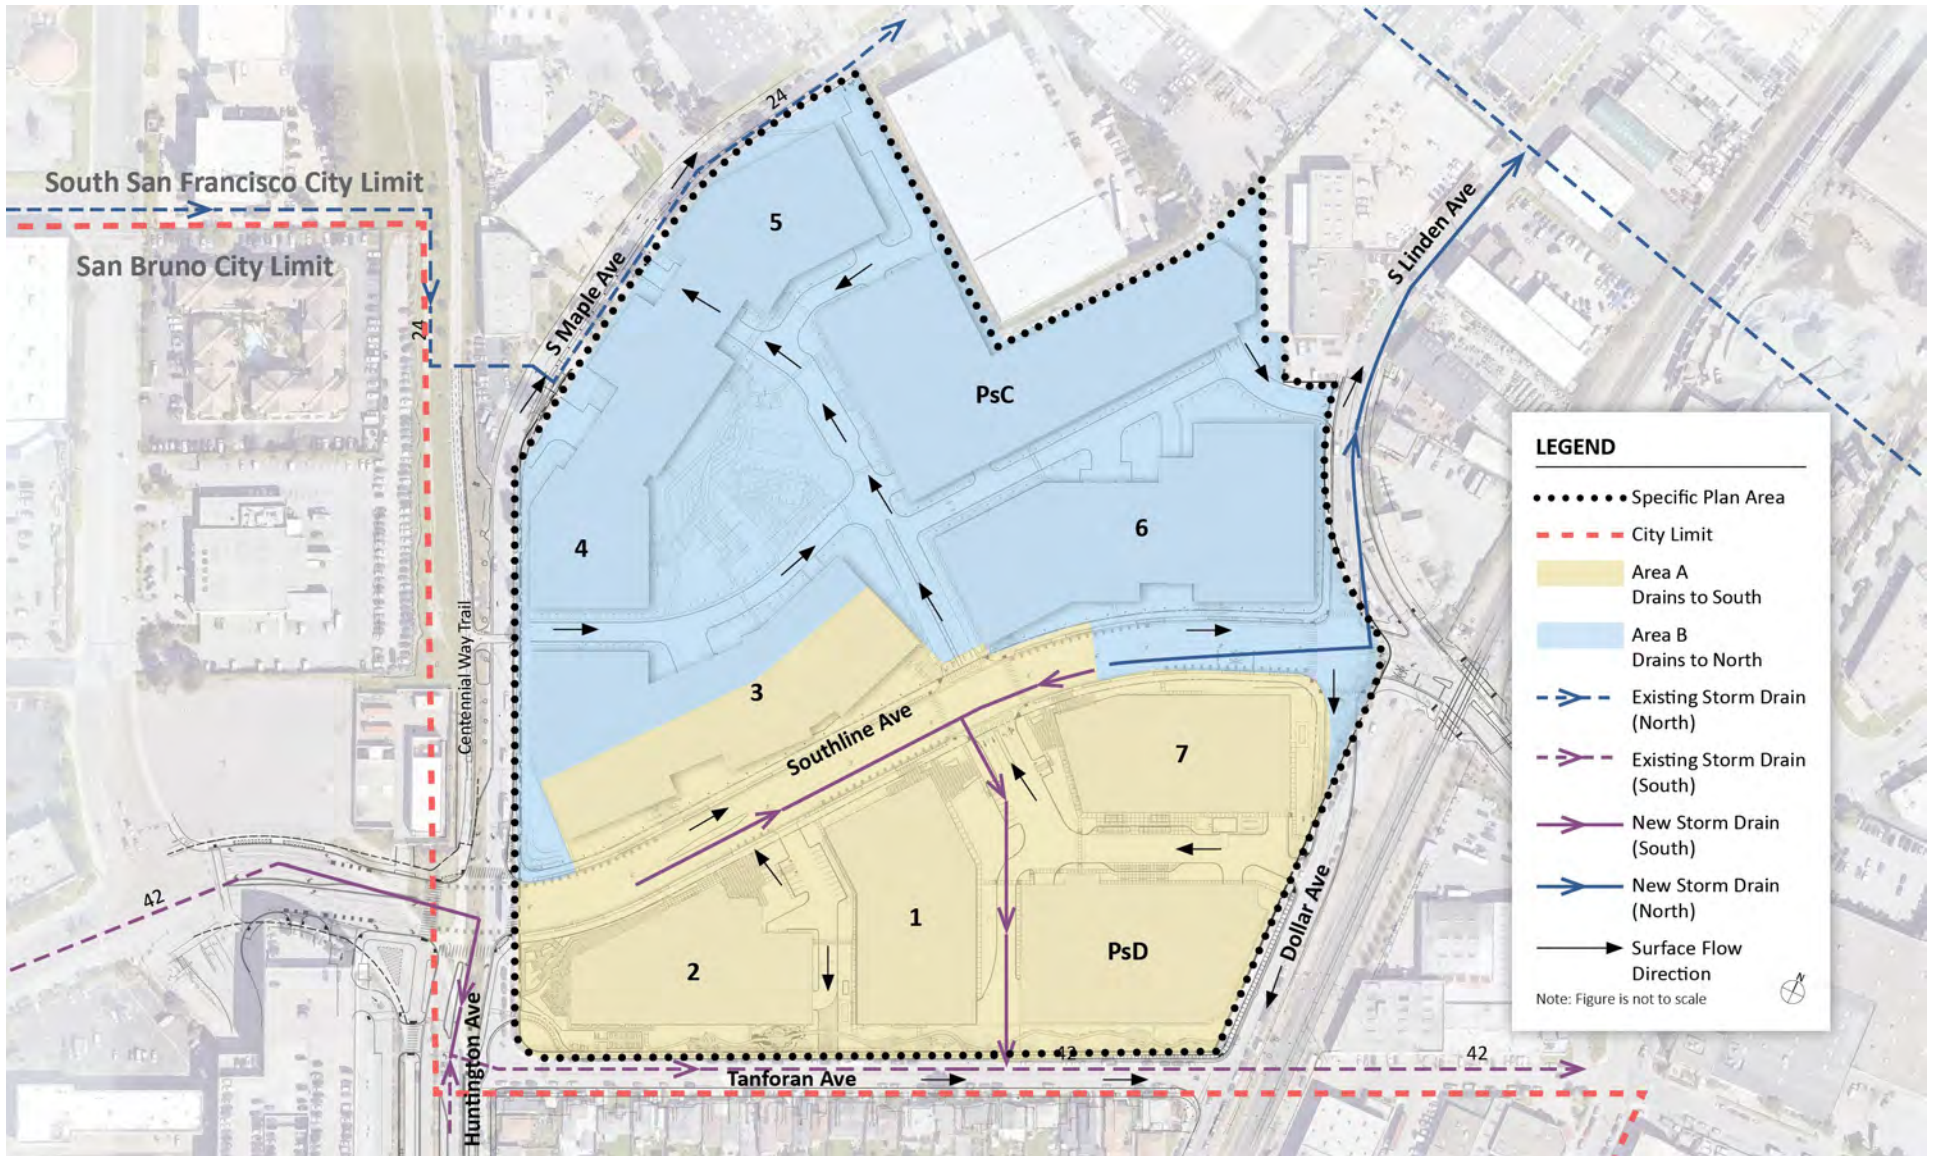 24
South San Francisco City Limit
San Bruno City Limit
24
S Maple Ave
5
S Linden Ave
PsC
4
6
Centennial Way Trail
3
Southline Ave
7
42
1
2
PsD
Dollar Ave
Huntington Ave
42
42
Tanforan Ave
LEGEND
Specific Plan Area
City Limit
Area A
Drains to South
Area B
Drains to North
Existing Storm Drain
(North)
Existing Storm Drain
(South)
New Storm Drain
(South)
New Storm Drain
(North)
Surface Flow
Direction
Note: Figure is not to scale
N